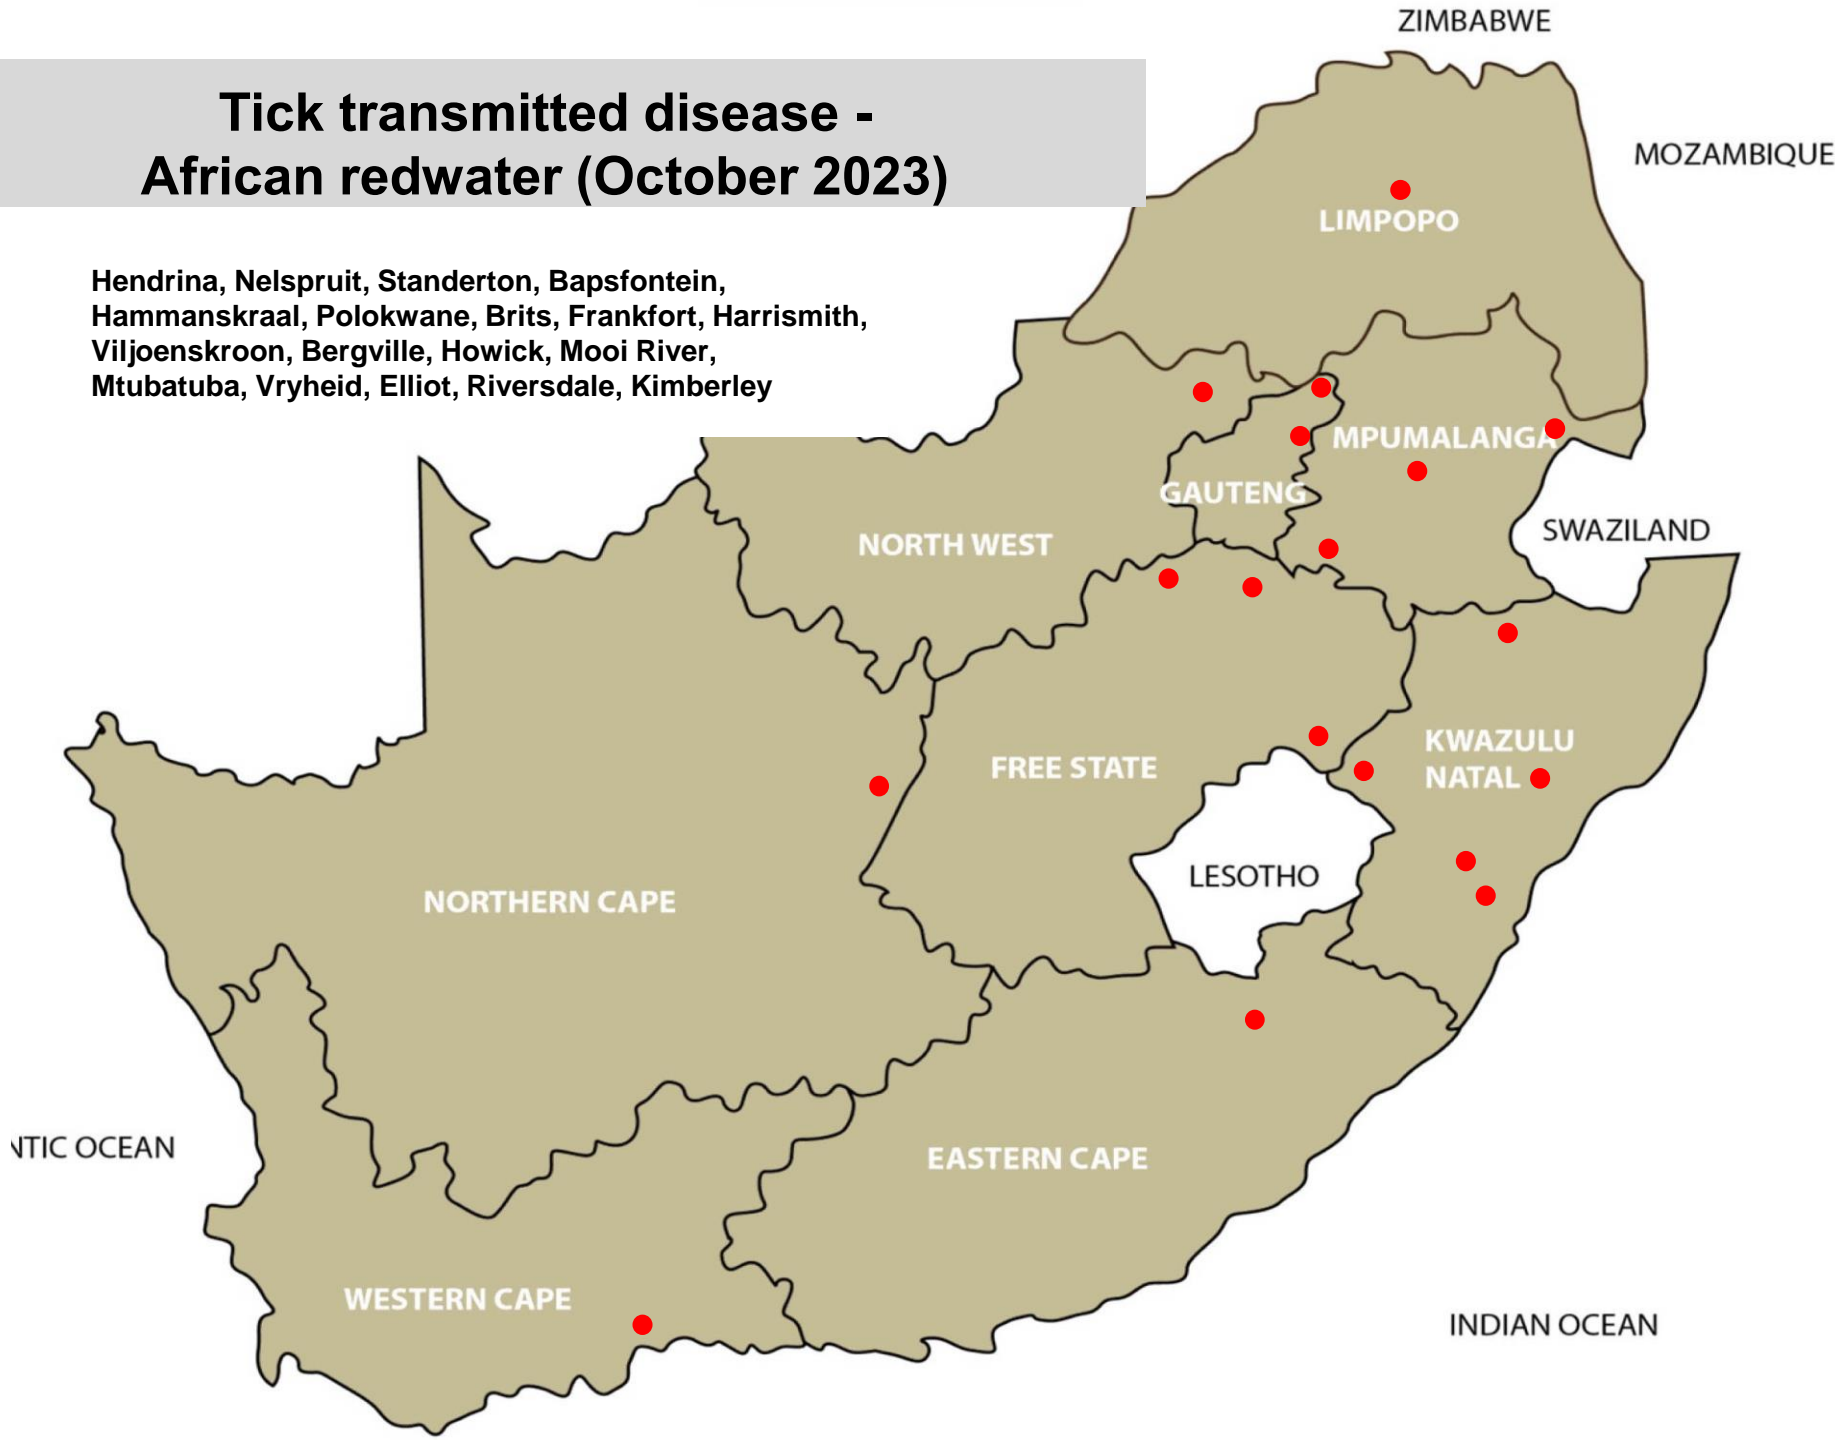 ZIMBABWE
Tick transmitted disease -
African redwater (October 2023)
MOZAMBIQUE
LIMPOPO
Hendrina, Nelspruit, Standerton, Bapsfontein,
Hammanskraal, Polokwane, Brits, Frankfort, Harrismith,
Viljoenskroon, Bergville, Howick, Mooi River,
Mtubatuba, Vryheid, Elliot, Riversdale, Kimberley
MPUMALANGA
GAUTENG
SWAZILAND
NORTH WEST
KWAZULU
NATAL
FREE STATE
LESOTHO
NORTHERN CAPE
NTIC OCEAN
EASTERN CAPE
WESTERN CAPE
INDIAN OCEAN